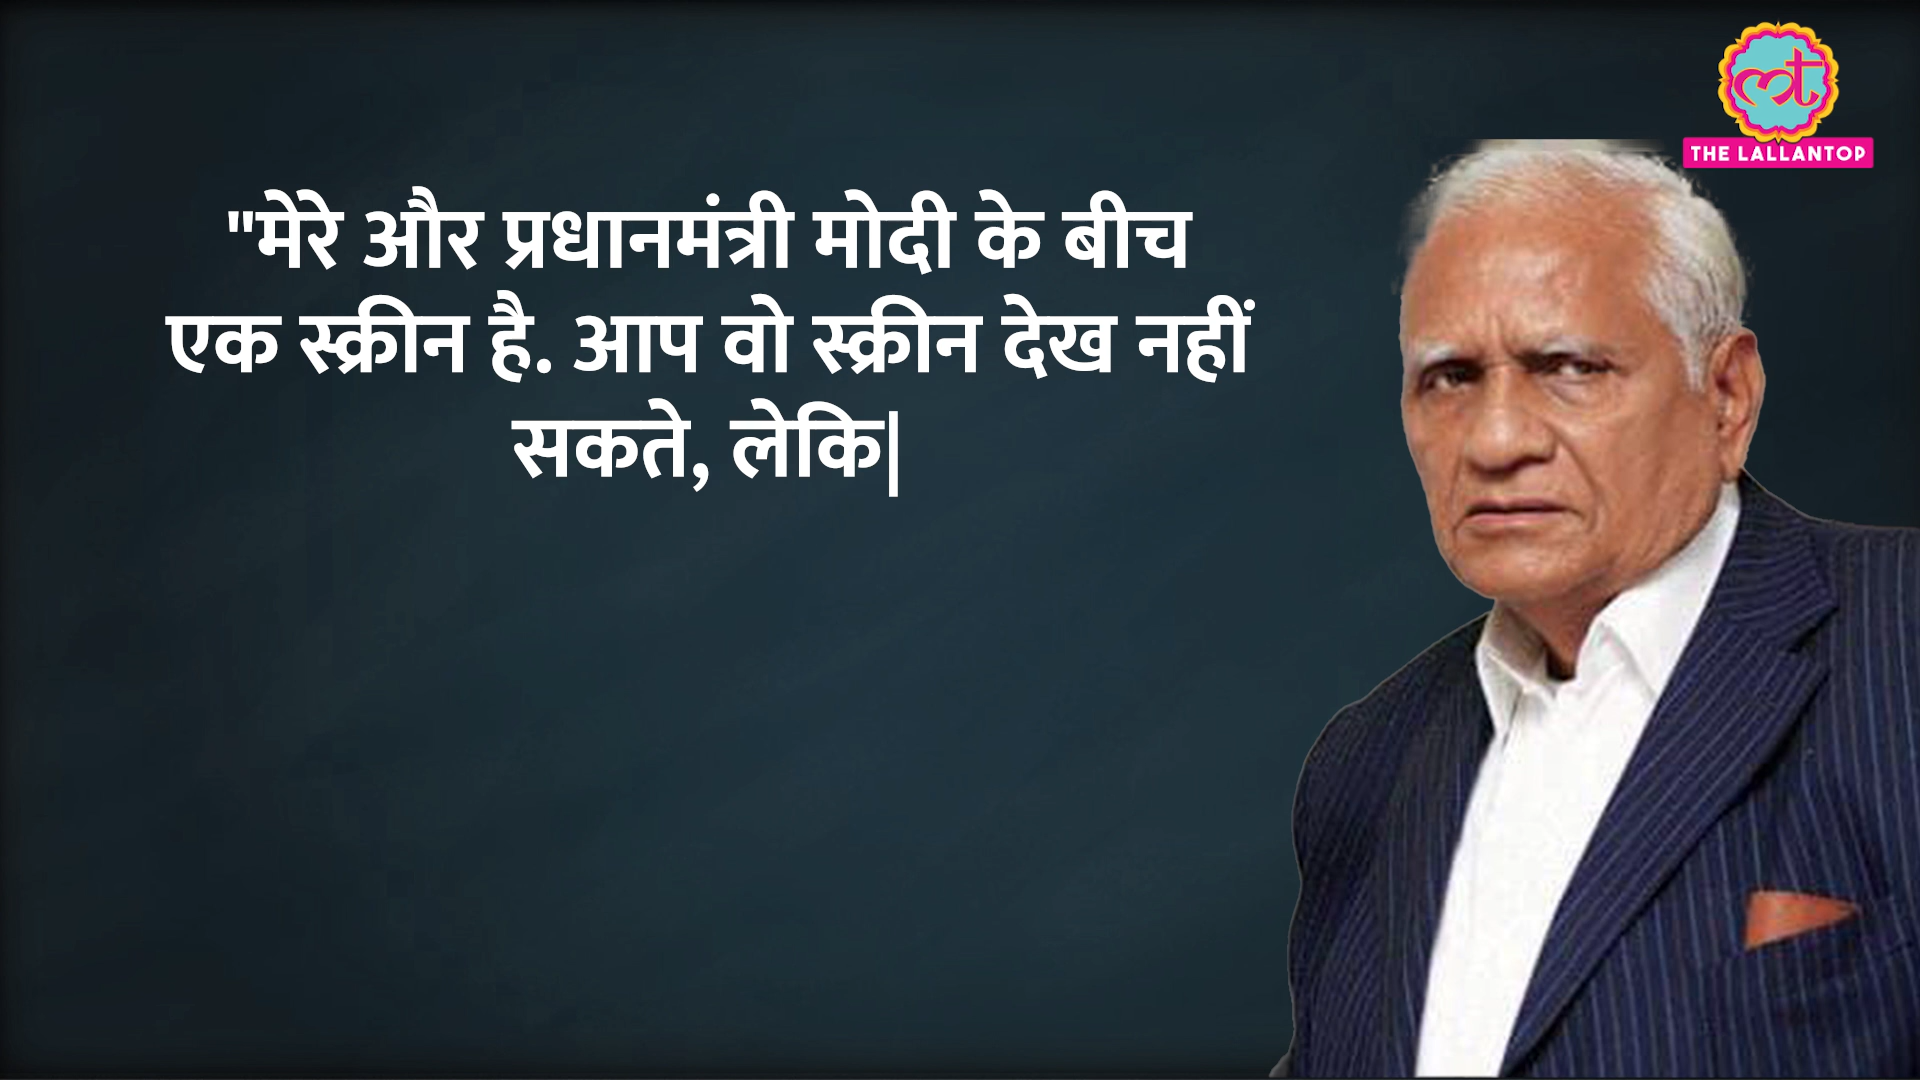 THE LALLANTOP
"मेरे और प्रधानमंत्री मोदी के बीच
एक स्क्रीन है. आप वो स्क्रीन देख नहीं
सकते, लेकि|